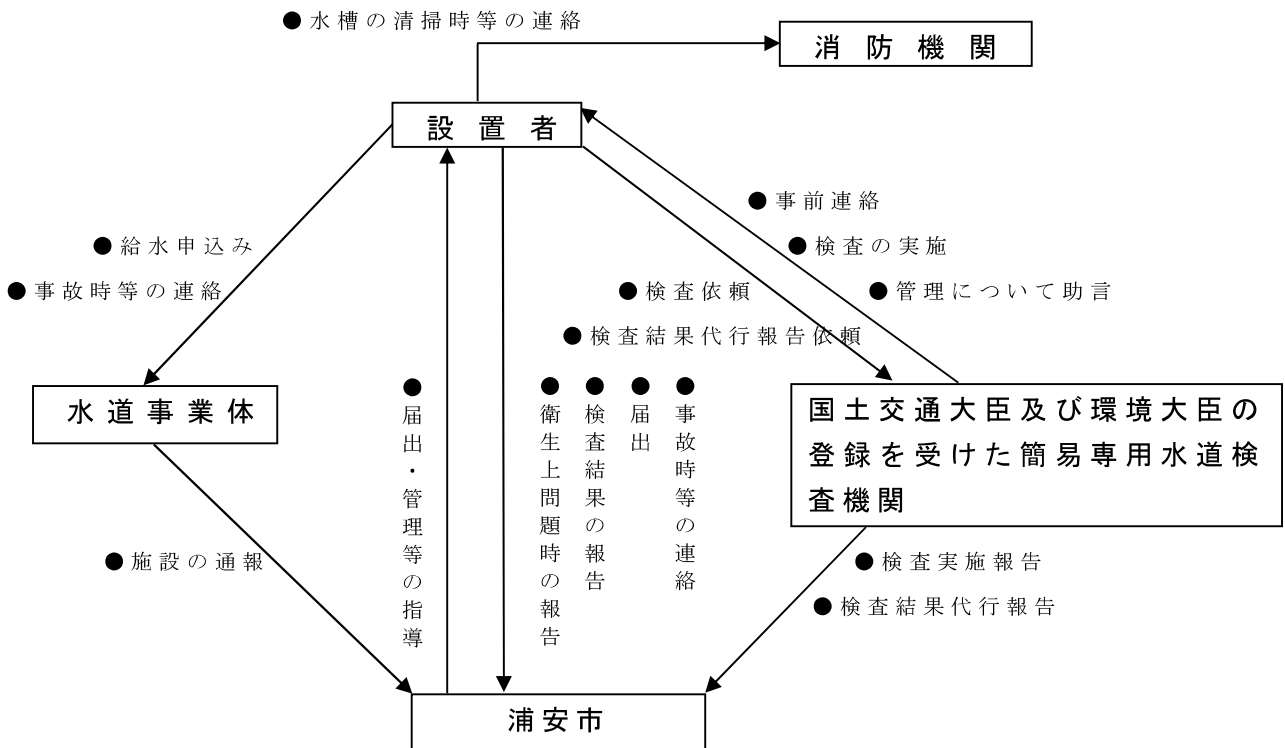 ●水槽の清掃時等の連絡
消防機関
設置者
●事前連絡
●給水申込み
●検査の実施
●事故時等の連絡
●検査依頼
●管理について助言
●検査結果代行報告依頼
水道事業体
●届出・管理等の指導
●衛生上問題時の報告
●検査結果の報告
●届出
●事故時等の連絡
国土交通大臣及び環境大臣の
登録を受けた簡易専用水道検
査機関
●施設の通報
●検査実施報告
●検査結果代行報告
浦安市